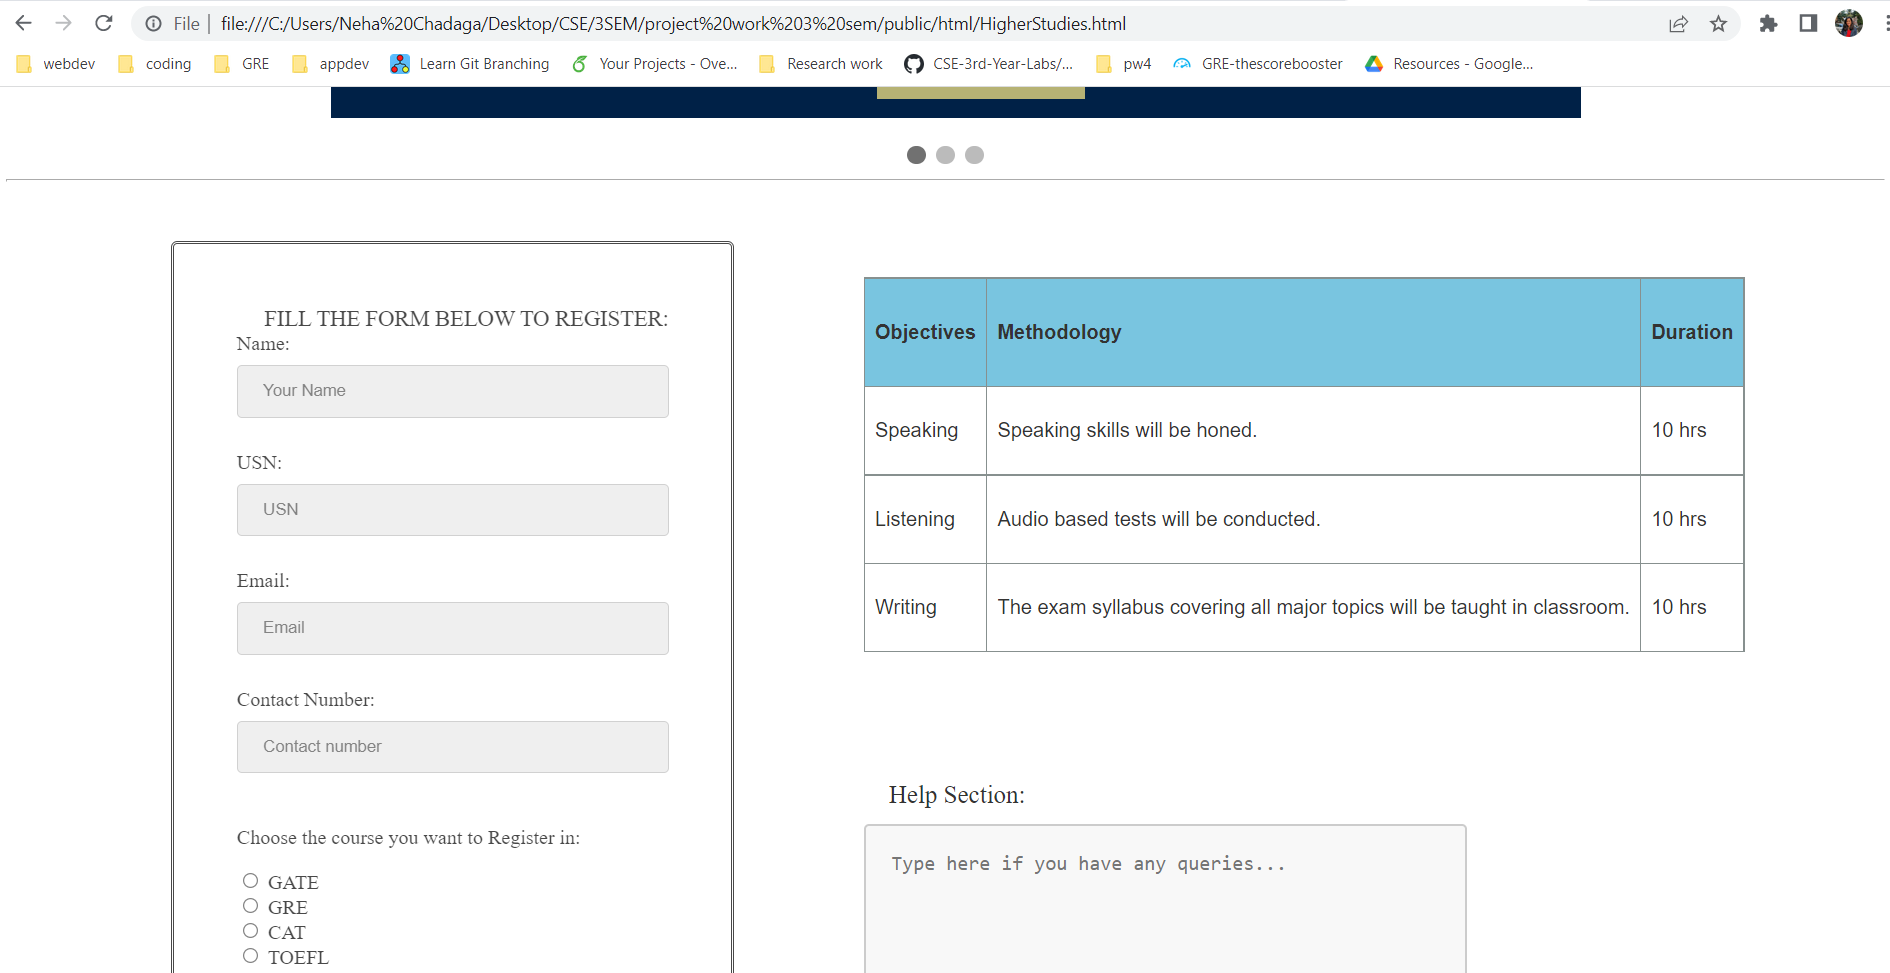 File | file:///C:/Users/Neha%20Chadaga/Desktop/CSE/3SEM/project%20work%203%20sem/public/html/HigherStudies.html
webdev coding GRE appdev Learn Git Branching Your Projects - Ove... Research work CSE-3rd-Year-Labs/... pw4 GRE-thescorebooster Resources - Google...
FILL THE FORM BELOW TO REGISTER:
Name:
Your Name
USN:
USN
Email:
Email
Contact Number:
Contact number
Choose the course you want to Register in:
GATE
GRE
CAT
TOEFL
Objectives Methodology Duration
Speaking Speaking skills will be honed. 10 hrs
Listening Audio based tests will be conducted. 10 hrs
Writing The exam syllabus covering all major topics will be taught in classroom. 10 hrs
Help Section:
Type here if you have any queries...